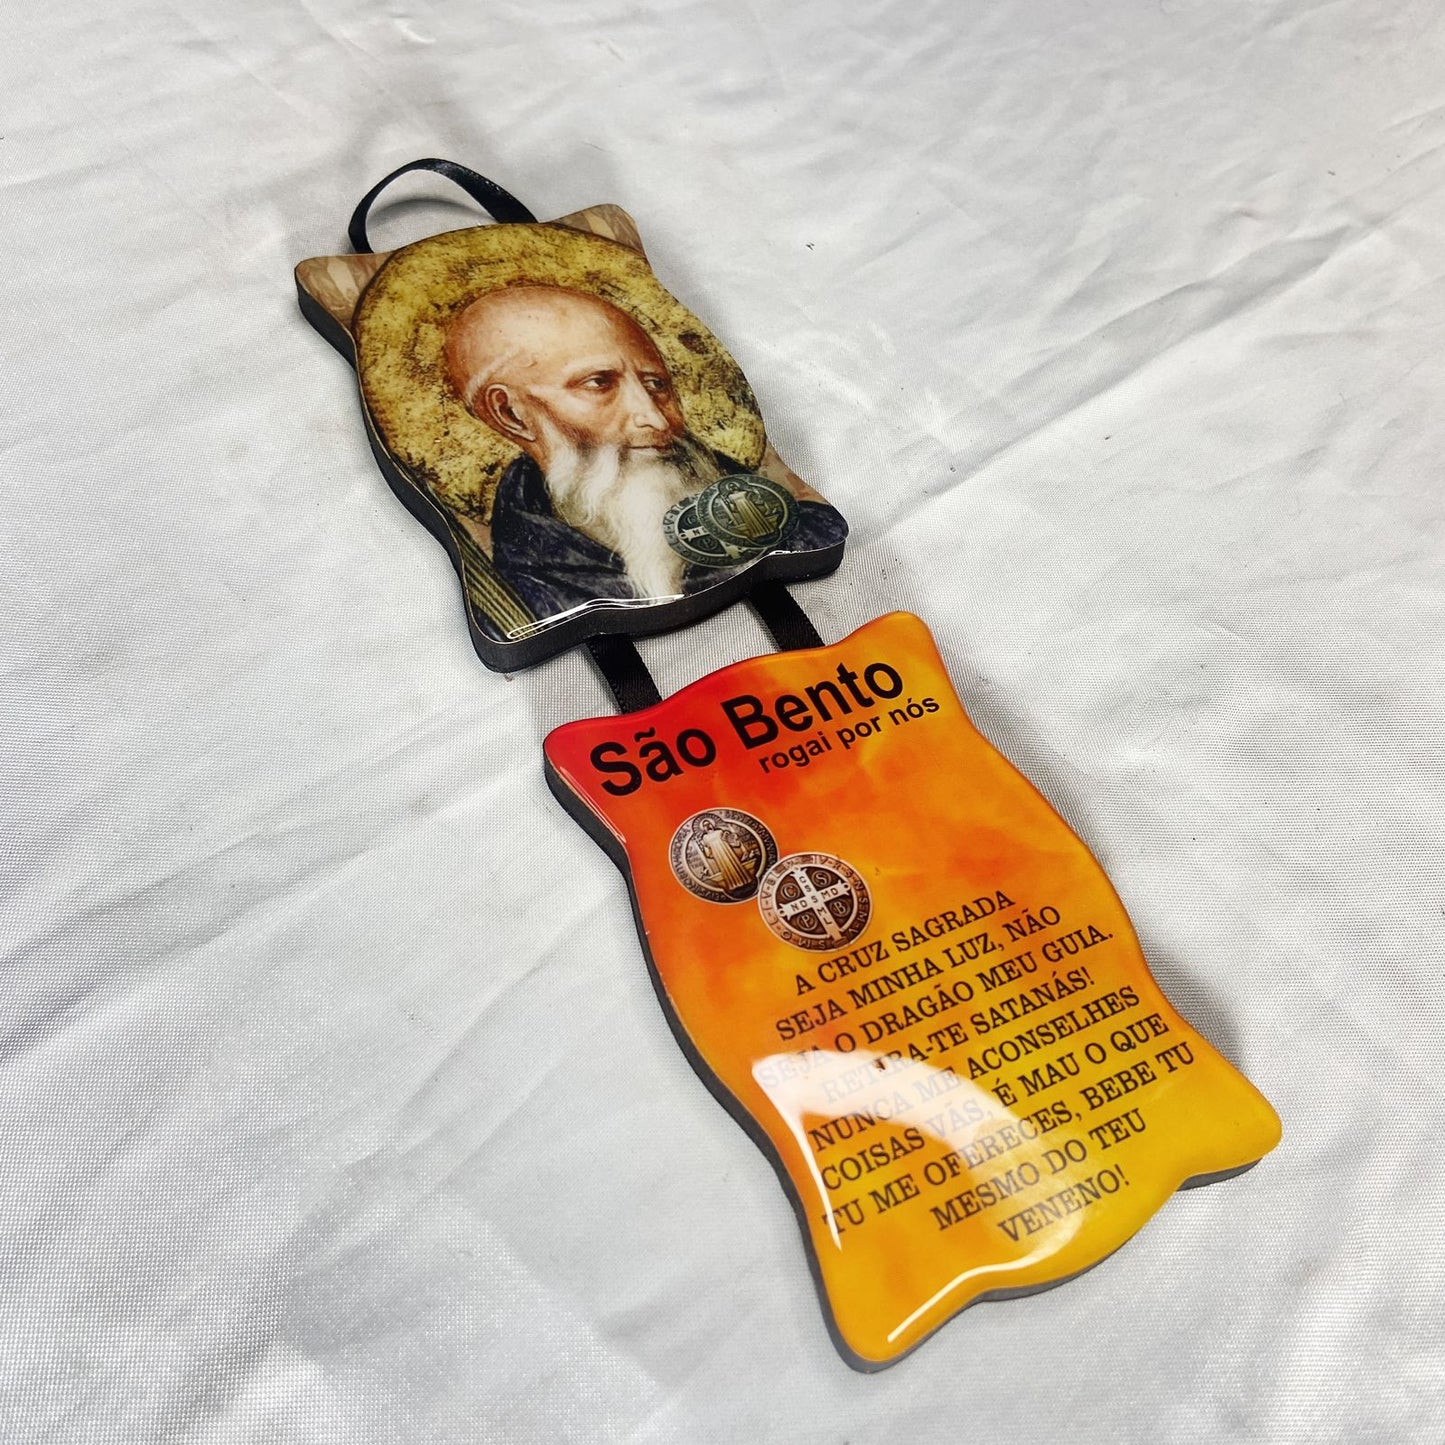 São Bento
rogai por nós
A CRUZ SAGRADA
SEJA MINHA LUZ, NÃO
SEJA O DRAGÃO MEU GUIA.
RETIRA-TE SATANÁS!
NUNCA ME ACONSELHES
COISAS VÁS, É MAU O QUE
TU ME OFERECES, BEBE TU
MESMO DO TEU
VENENO!